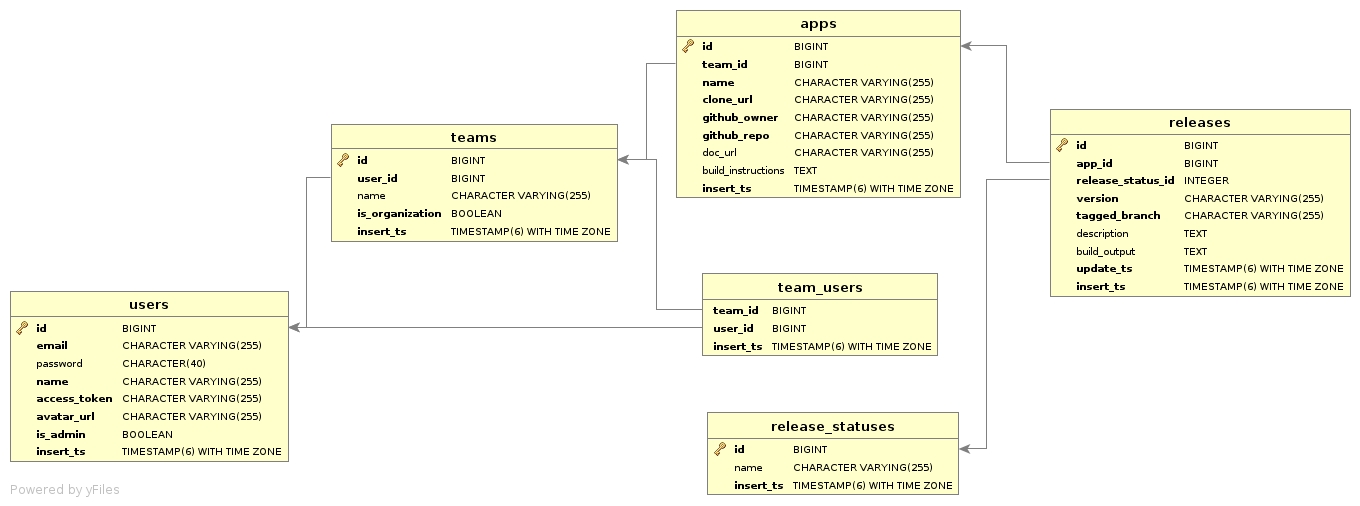 apps
id BIGINT
team_id BIGINT
name CHARACTER VARYING(255)
clone_url CHARACTER VARYING(255)
github_owner CHARACTER VARYING(255)
github_repo CHARACTER VARYING(255)
doc_url CHARACTER VARYING(255)
build_instructions TEXT
insert_ts TIMESTAMP(6) WITH TIME ZONE
releases
id BIGINT
app_id BIGINT
release_status_id INTEGER
version CHARACTER VARYING(255)
tagged_branch CHARACTER VARYING(255)
description TEXT
build_output TEXT
update_ts TIMESTAMP(6) WITH TIME ZONE
insert_ts TIMESTAMP(6) WITH TIME ZONE
teams
id BIGINT
user_id BIGINT
name CHARACTER VARYING(255)
is_organization BOOLEAN
insert_ts TIMESTAMP(6) WITH TIME ZONE
team_users
team_id BIGINT
user_id BIGINT
insert_ts TIMESTAMP(6) WITH TIME ZONE
users
id BIGINT
email CHARACTER VARYING(255)
password CHARACTER(40)
name CHARACTER VARYING(255)
access_token CHARACTER VARYING(255)
avatar_url CHARACTER VARYING(255)
is_admin BOOLEAN
insert_ts TIMESTAMP(6) WITH TIME ZONE
release_statuses
id BIGINT
name CHARACTER VARYING(255)
insert_ts TIMESTAMP(6) WITH TIME ZONE
Powered by yFiles